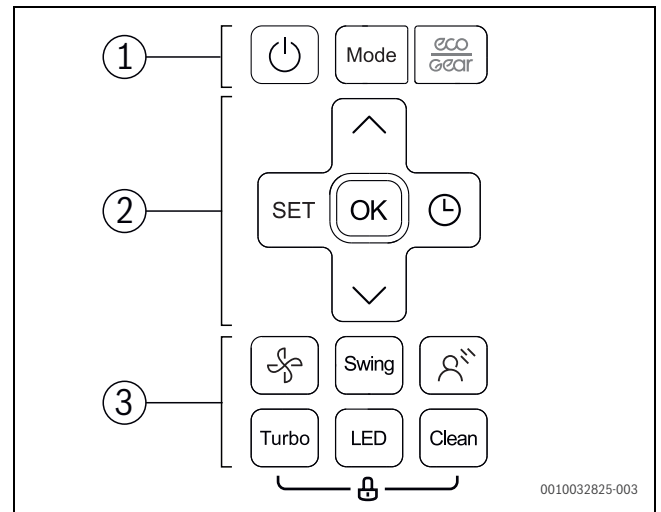 1
Mode
eco
GEAR
2
SET
OK
3
Swing
Turbo
LED
Clean
0010032825-003